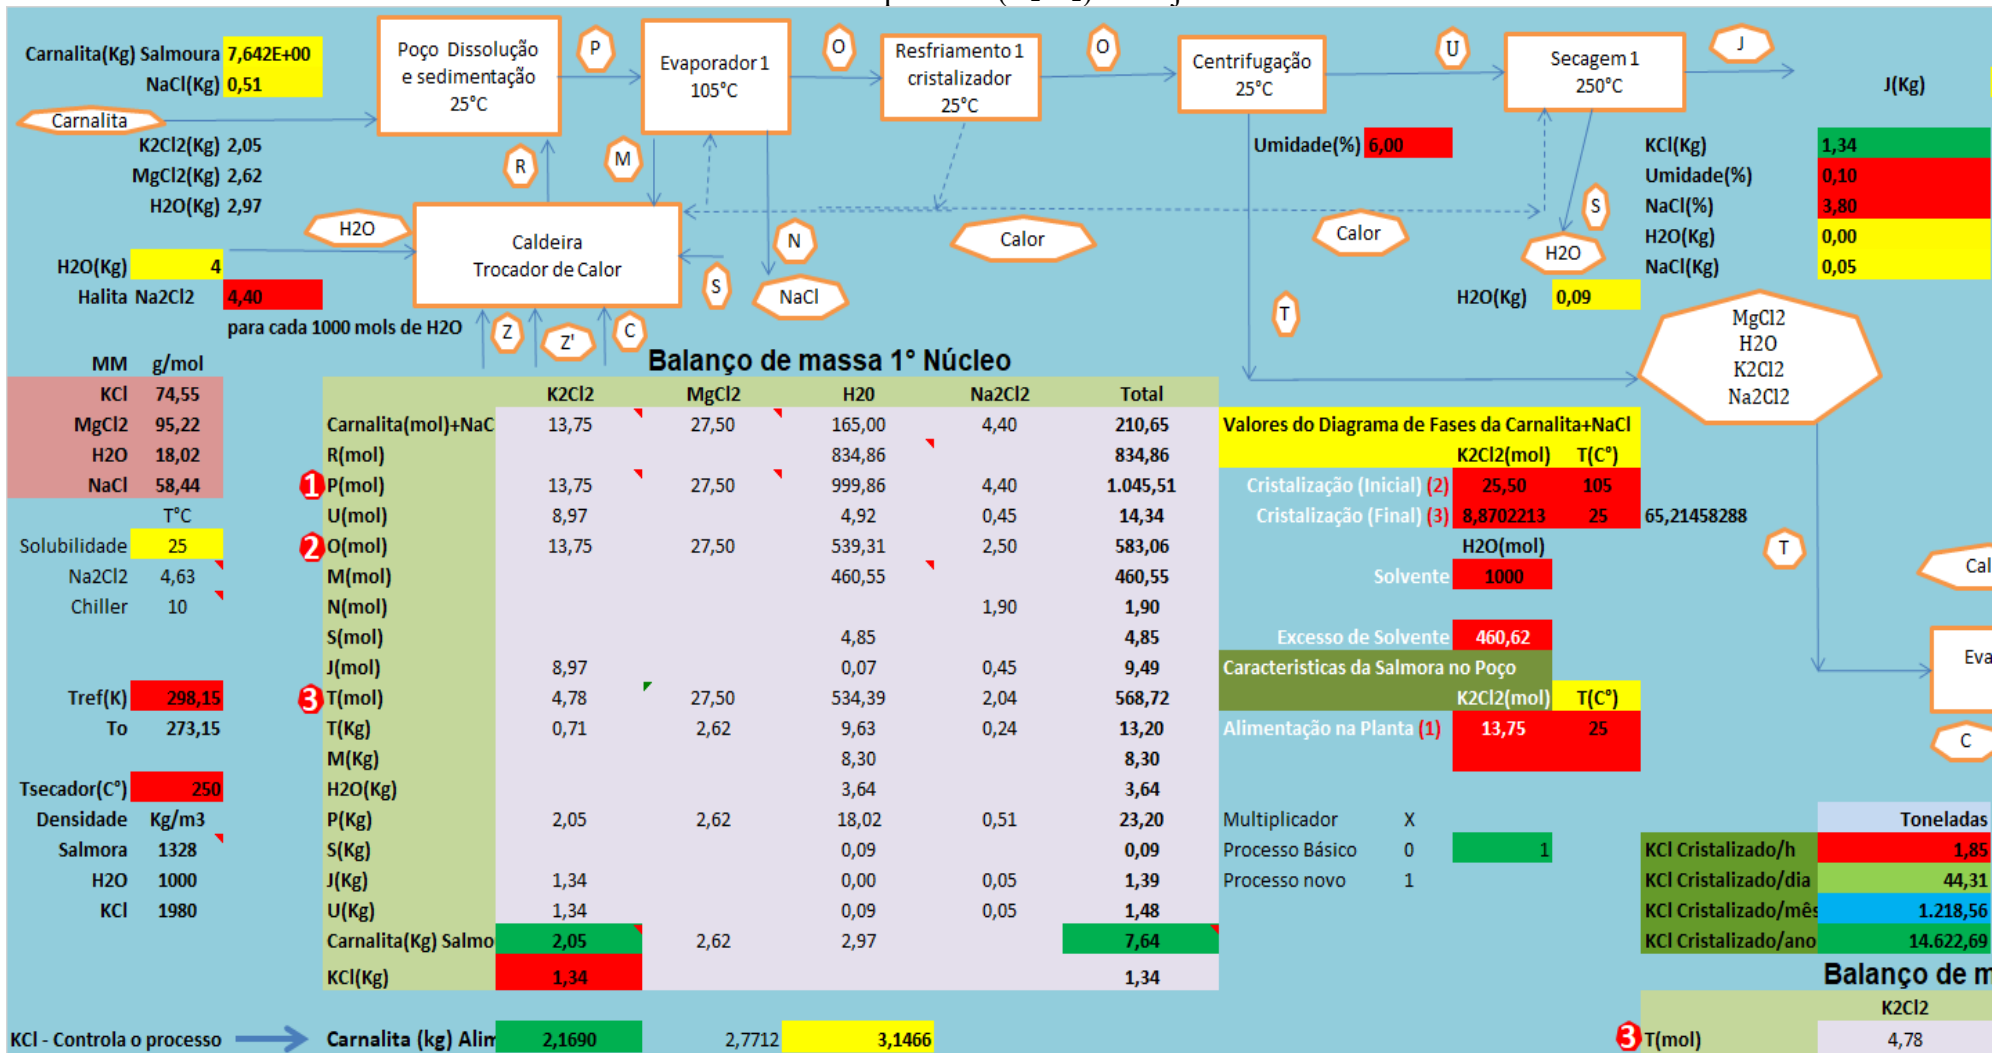 Carnalita(Kg) Salmoura 7,642E+00
NaCl(Kg) 0,51
Carnalita
K2Cl2(Kg) 2,05
MgCl2(Kg) 2,62
H2O(Kg) 2,97
H2O(Kg) 4
Halita Na2Cl2 4,40
para cada 1000 mols de H2O
Poço Dissolução
e sedimentação
25°C
P
Evaporador 1
105°C
O
Resfriamento 1
cristalizador
25°C
O
Centrifugação
25°C
U
Secagem 1
250°C
J
J(Kg)
R
M
H2O
Caldeira
Trocador de Calor
N
S
NaCl
Calor
Calor
Z
Z'
C
T
S
H2O
Umidade(%) 6,00
H2O(Kg) 0,09
KCl(Kg) 1,34
Umidade(%) 0,10
NaCl(%) 3,80
H2O(Kg) 0,00
NaCl(Kg) 0,05
MgCl2
H2O
K2Cl2
Na2Cl2
T
Cal
Eva
C
MM g/mol
KCl 74,55
MgCl2 95,22
H2O 18,02
NaCl 58,44
T°C
Solubilidade 25
Na2Cl2 4,63
Chiller 10
Tref(K) 298,15
To 273,15
Tsecador(C°) 250
Densidade Kg/m3
Salmora 1328
H2O 1000
KCl 1980
Balanço de massa 1° Núcleo
K2Cl2 MgCl2 H20 Na2Cl2 Total
Carnalita(mol)+NaC 13,75 27,50 165,00 4,40 210,65
R(mol) 834,86 834,86
1 P(mol) 13,75 27,50 999,86 4,40 1.045,51
U(mol) 8,97 4,92 0,45 14,34
2 O(mol) 13,75 27,50 539,31 2,50 583,06
M(mol) 460,55 460,55
N(mol) 1,90 1,90
S(mol) 4,85 4,85
J(mol) 8,97 0,07 0,45 9,49
3 T(mol) 4,78 27,50 534,39 2,04 568,72
T(Kg) 0,71 2,62 9,63 0,24 13,20
M(Kg) 8,30 8,30
H2O(Kg) 3,64 3,64
P(Kg) 2,05 2,62 18,02 0,51 23,20
S(Kg) 0,09 0,09
J(Kg) 1,34 0,00 0,05 1,39
U(Kg) 1,34 0,09 0,05 1,48
Carnalita(Kg) Salmo 2,05 2,62 2,97 7,64
KCl(Kg) 1,34 1,34
KCl - Controla o processo Carnalita (kg) Alim 2,1690 2,7712 3,1466
Valores do Diagrama de Fases da Carnalita+NaCl
K2Cl2(mol) T(C°)
Cristalização (Inicial) (2) 25,50 105
Cristalização (Final) (3) 8,8702213 25 65,21458288
H2O(mol)
Solvente 1000
Excesso de Solvente 460,62
Caracteristicas da Salmora no Poço
K2Cl2(mol) T(C°)
Alimentação na Planta (1) 13,75 25
Multiplicador X
Processo Básico 0 1
Processo novo 1
Toneladas
KCl Cristalizado/h 1,85
KCl Cristalizado/dia 44,31
KCl Cristalizado/mês 1.218,56
KCl Cristalizado/ano 14.622,69
Balanço de m
K2Cl2
3 T(mol) 4,78